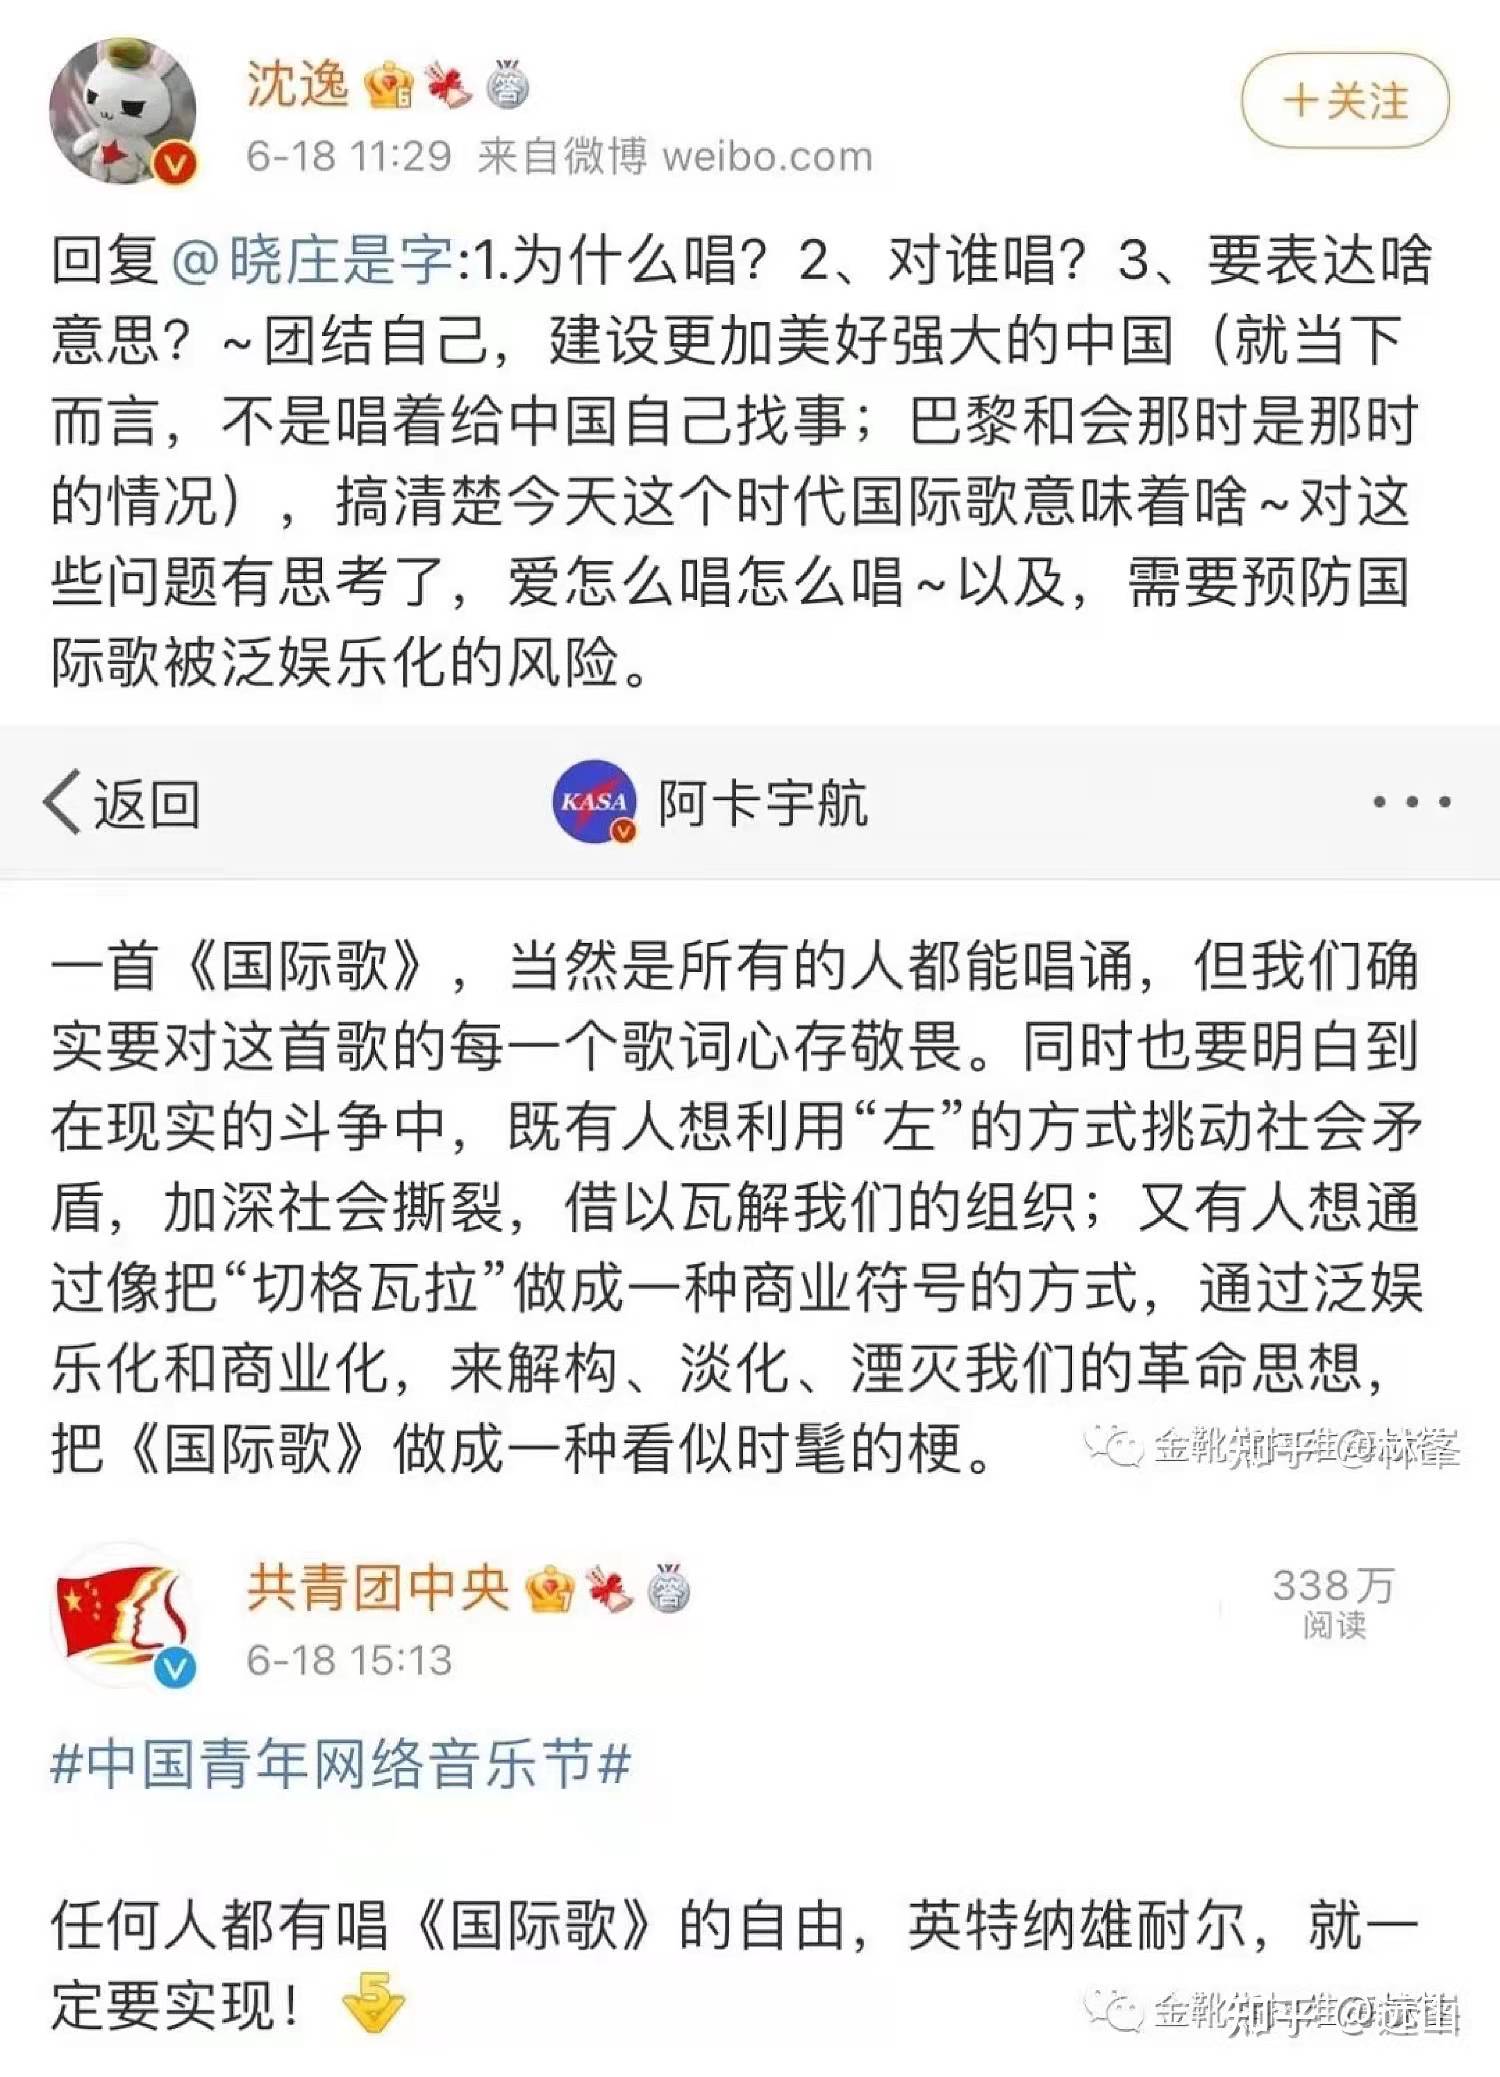 沈逸
6-18 11:29 来自微博 weibo.com
+关注
回复@晓庄是字:1.为什么唱？2、对谁唱？3、要表达啥
意思？~团结自己，建设更加美好强大的中国（就当下
而言，不是唱着给中国自己找事；巴黎和会那时是那时
的情况），搞清楚今天这个时代国际歌意味着啥~对这
些问题有思考了，爱怎么唱怎么唱~以及，需要预防国
际歌被泛娱乐化的风险。
返回
KASA
阿卡宇航
一首《国际歌》，当然是所有的人都能唱诵，但我们确
实要对这首歌的每一个歌词心存敬畏。同时也要明白到
在现实的斗争中，既有人想利用“左”的方式挑动社会矛
盾，加深社会撕裂，借以瓦解我们的组织；又有人想通
过像把“切格瓦拉”做成一种商业符号的方式，通过泛娱
乐化和商业化，来解构、淡化、湮灭我们的革命思想，
把《国际歌》做成一种看似时髦的梗。
共青团中央
6-18 15:13
338万
阅读
#中国青年网络音乐节#
任何人都有唱《国际歌》的自由，英特纳雄耐尔，就一
定要实现！